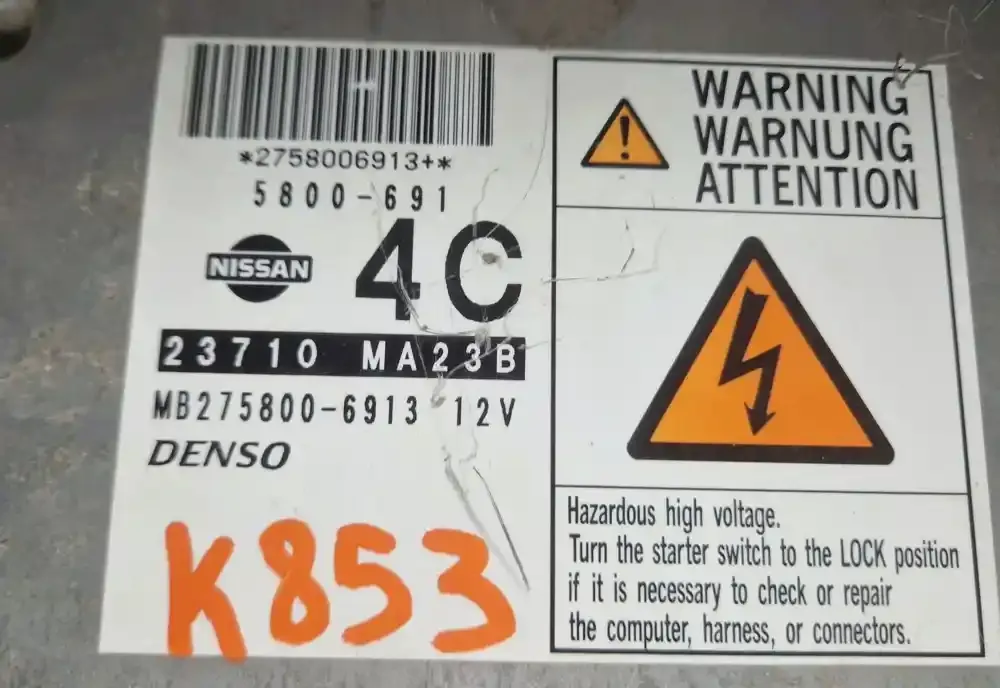 *2758006913+*
5800-691
NISSAN
4C
23710 MA23B
MB275800-6913 12V
DENSO
K853
WARNING
WARNUNG
ATTENTION
Hazardous high voltage.
Turn the starter switch to the LOCK position
if it is necessary to check or repair
the computer, harness, or connectors.